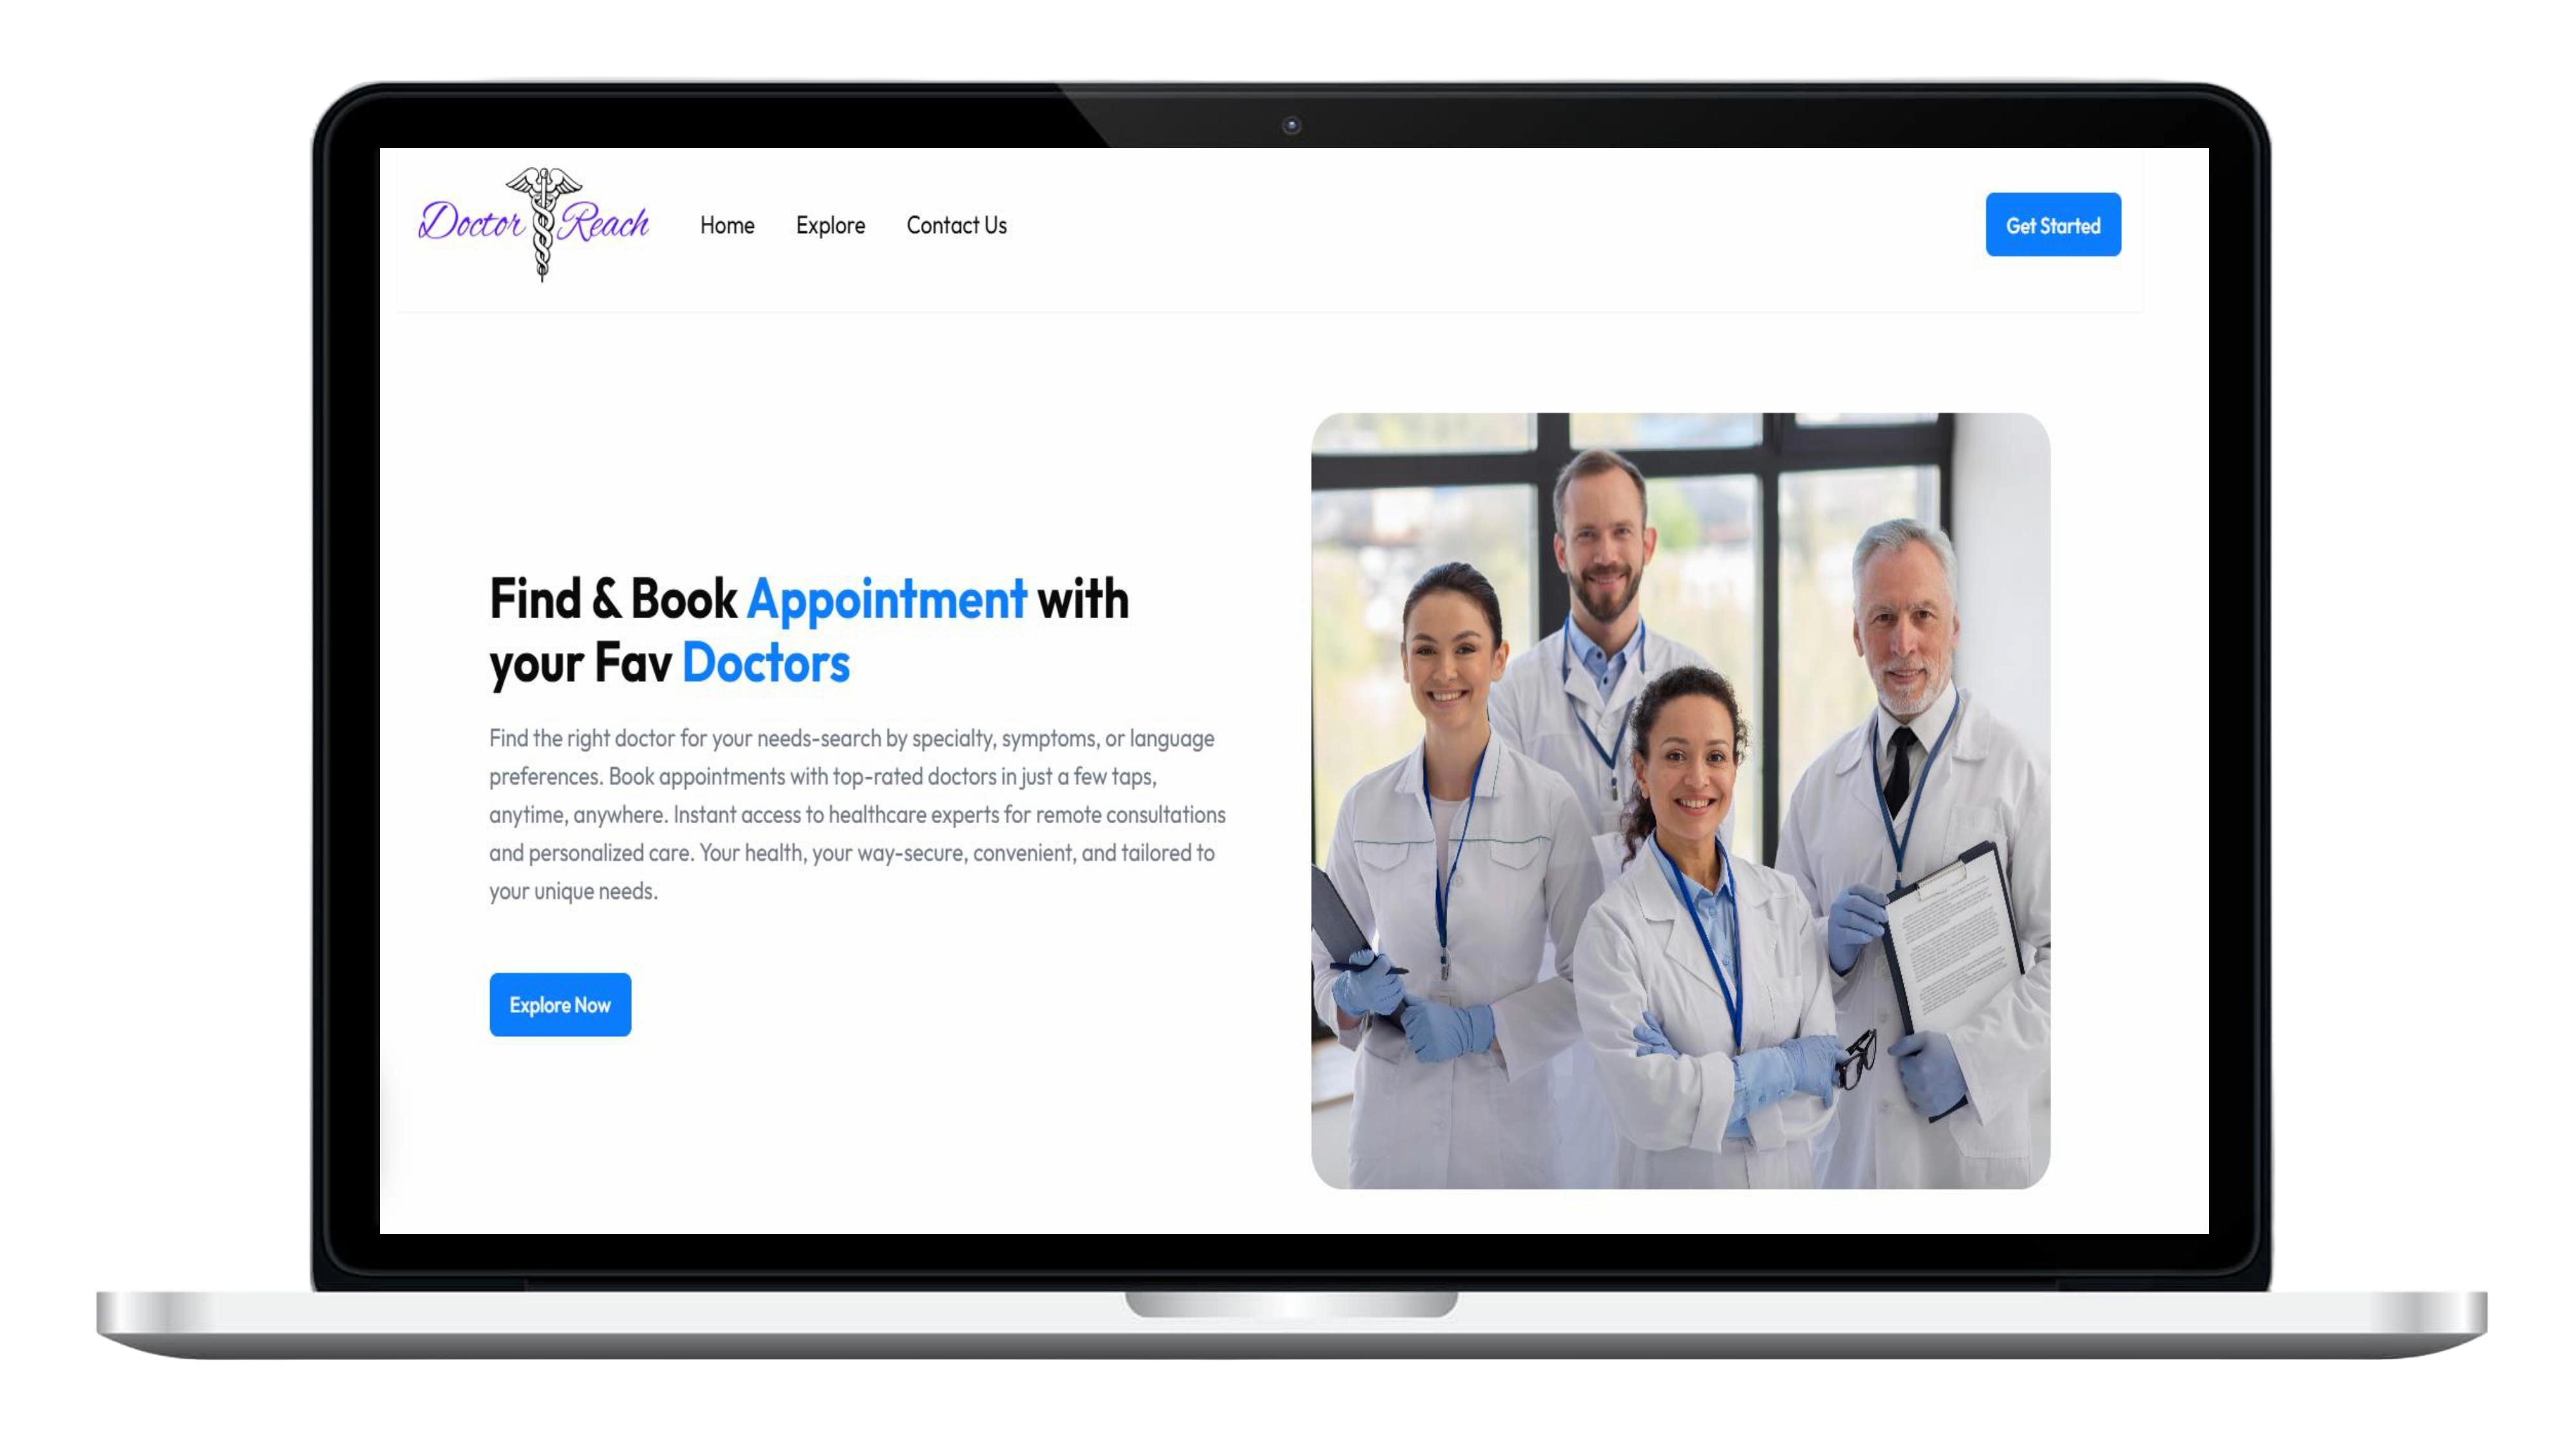 Doctor Reach
Home Explore Contact Us
Get Started
Find & Book Appointment with
your Fav Doctors
Find the right doctor for your needs-search by specialty, symptoms, or language
preferences. Book appointments with top-rated doctors in just a few taps,
anytime, anywhere. Instant access to healthcare experts for remote consultations
and personalized care. Your health, your way-secure, convenient, and tailored to
your unique needs.
Explore Now